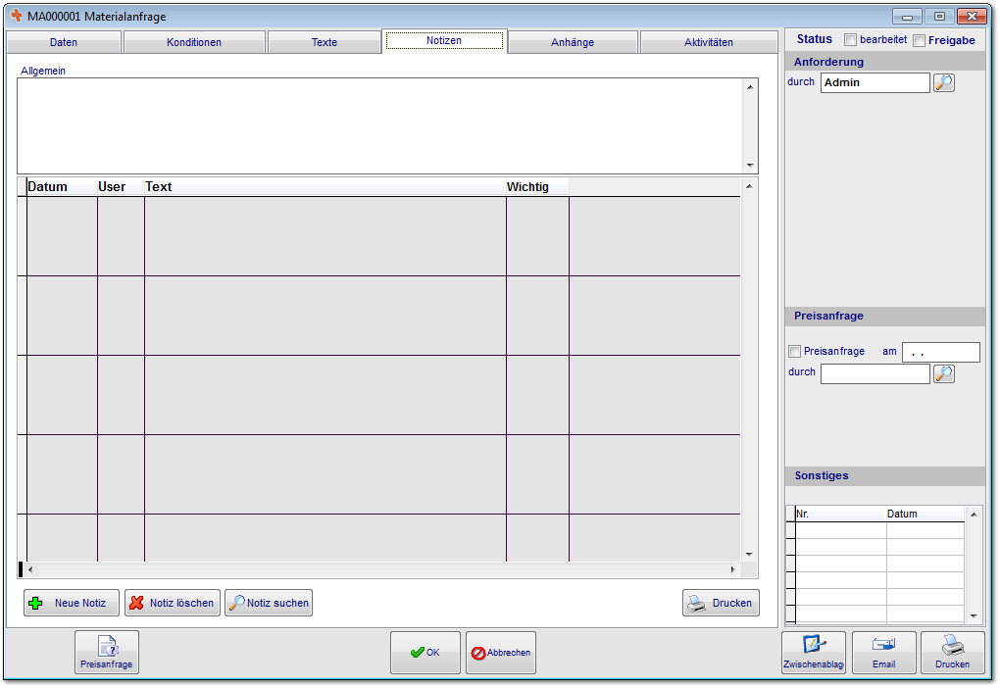 MA000001 Materialanfrage
Daten Konditionen Texte Notizen Anhänge Aktivitäten
Status bearbeitet Freigabe
Anforderung
durch Admin
Allgemein
Datum User Text Wichtig
Preisanfrage
Preisanfrage am . .
durch
Sonstiges
Nr. Datum
Neue Notiz Notiz löschen Notiz suchen Drucken
Preisanfrage OK Abbrechen Zwischenablag Email Drucken